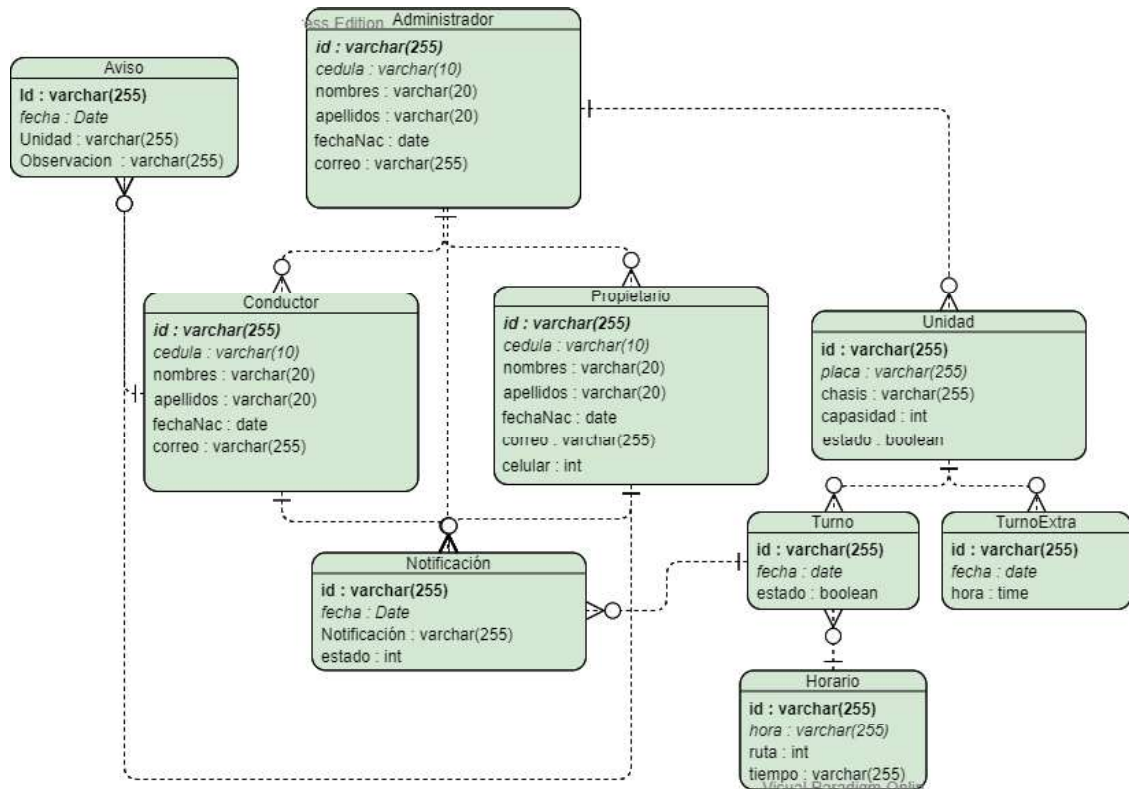 ess Edition
Administrador
id : varchar(255)
cedula : varchar(10)
nombres : varchar(20)
apellidos : varchar(20)
fechaNac : date
correo : varchar(255)
Aviso
Id : varchar(255)
fecha : Date
Unidad : varchar(255)
Observacion : varchar(255)
Conductor
id : varchar(255)
cedula : varchar(10)
nombres : varchar(20)
apellidos : varchar(20)
fechaNac : date
correo : varchar(255)
Propietario
id : varchar(255)
cedula : varchar(10)
nombres : varchar(20)
apellidos : varchar(20)
fechaNac : date
correo : varchar(255)
celular : int
Unidad
id : varchar(255)
placa : varchar(255)
chasis : varchar(255)
capasidad : int
estado : boolean
Notificación
id : varchar(255)
fecha : Date
Notificación : varchar(255)
estado : int
Turno
id : varchar(255)
fecha : date
estado : boolean
TurnoExtra
id : varchar(255)
fecha : date
hora : time
Horario
id : varchar(255)
hora : varchar(255)
ruta : int
tiempo : varchar(255)
Visual Paradigm Onlin